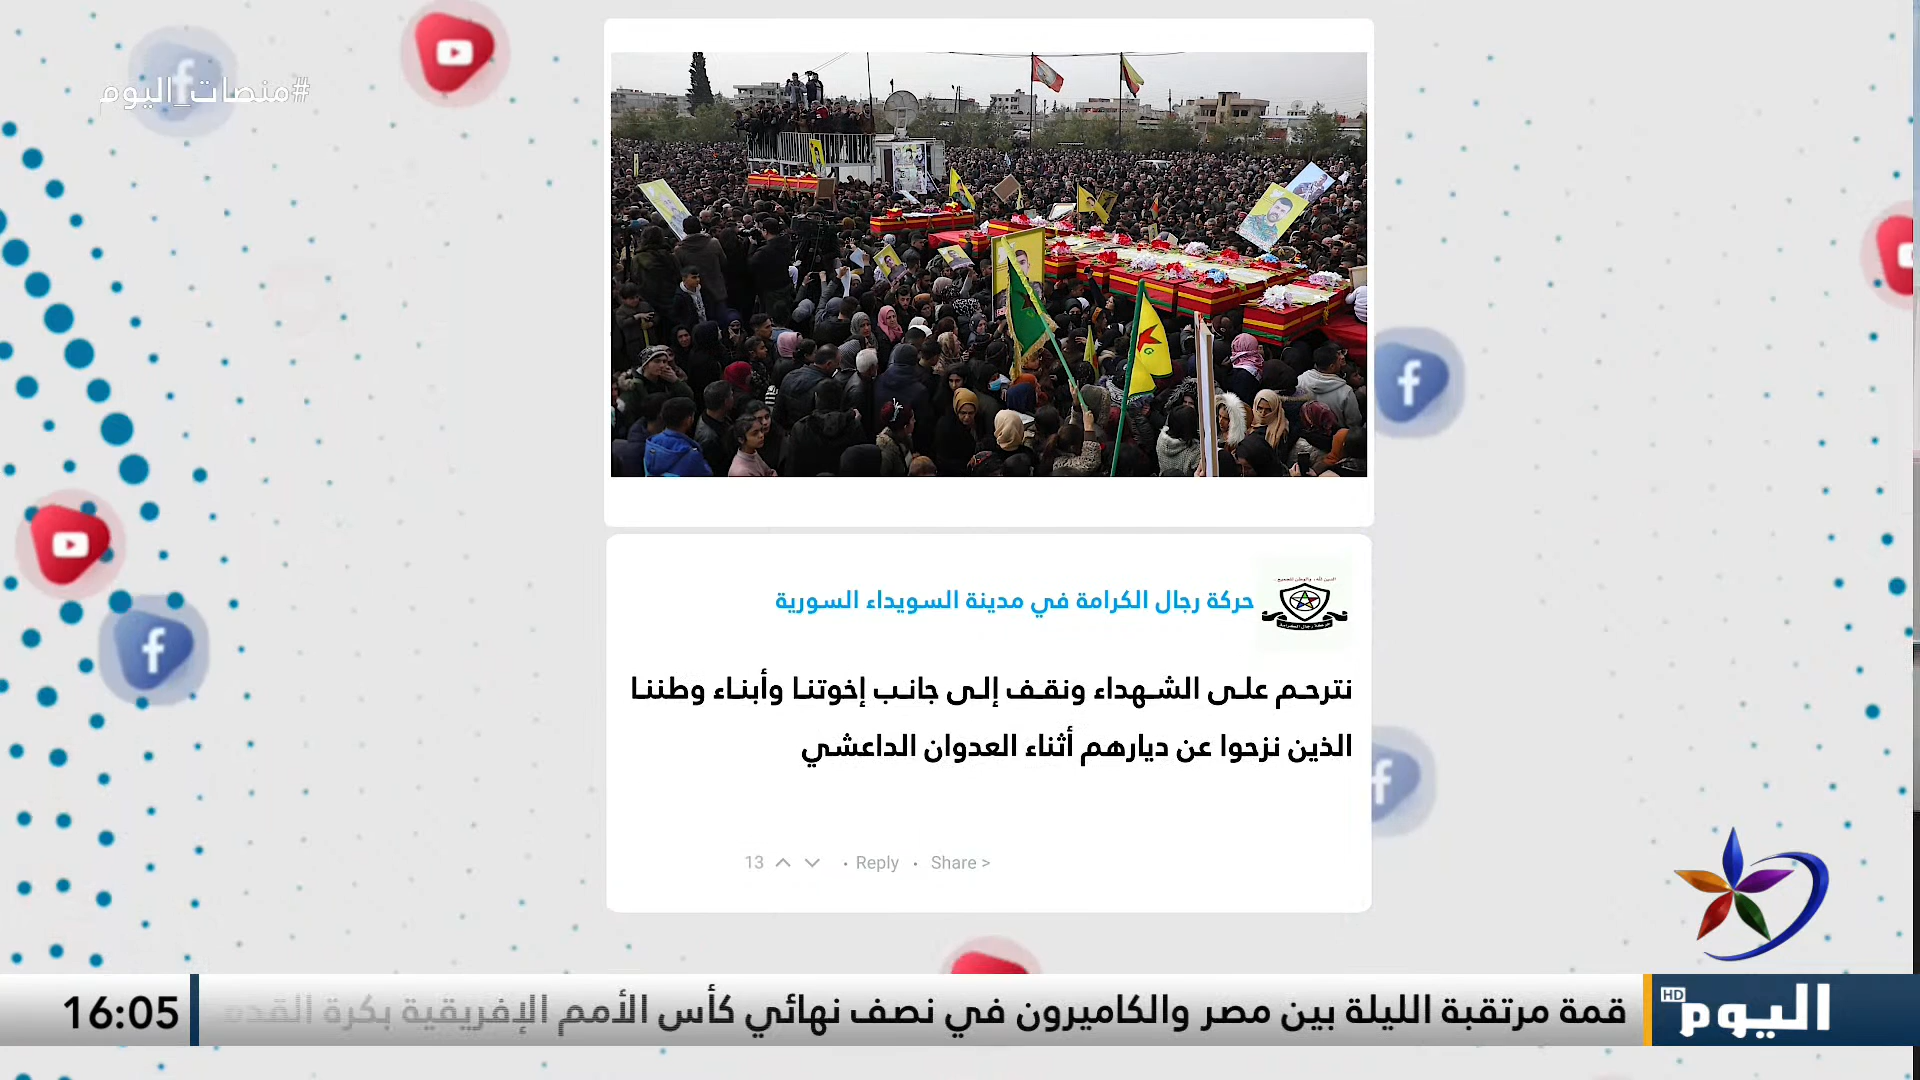 #منصات_اليوم
حركة رجال الكرامة في مدينة السويداء السورية
نترحم على الشهداء ونقف إلى جانب إخوتنا وأبناء وطننا
الذين نزحوا عن ديارهم أثناء العدوان الداعشي
13 · Reply · Share >
اليوم HD
قمة مرتقبة الليلة بين مصر والكاميرون في نصف نهائي كأس الأمم الإفريقية بكرة القدم
16:05